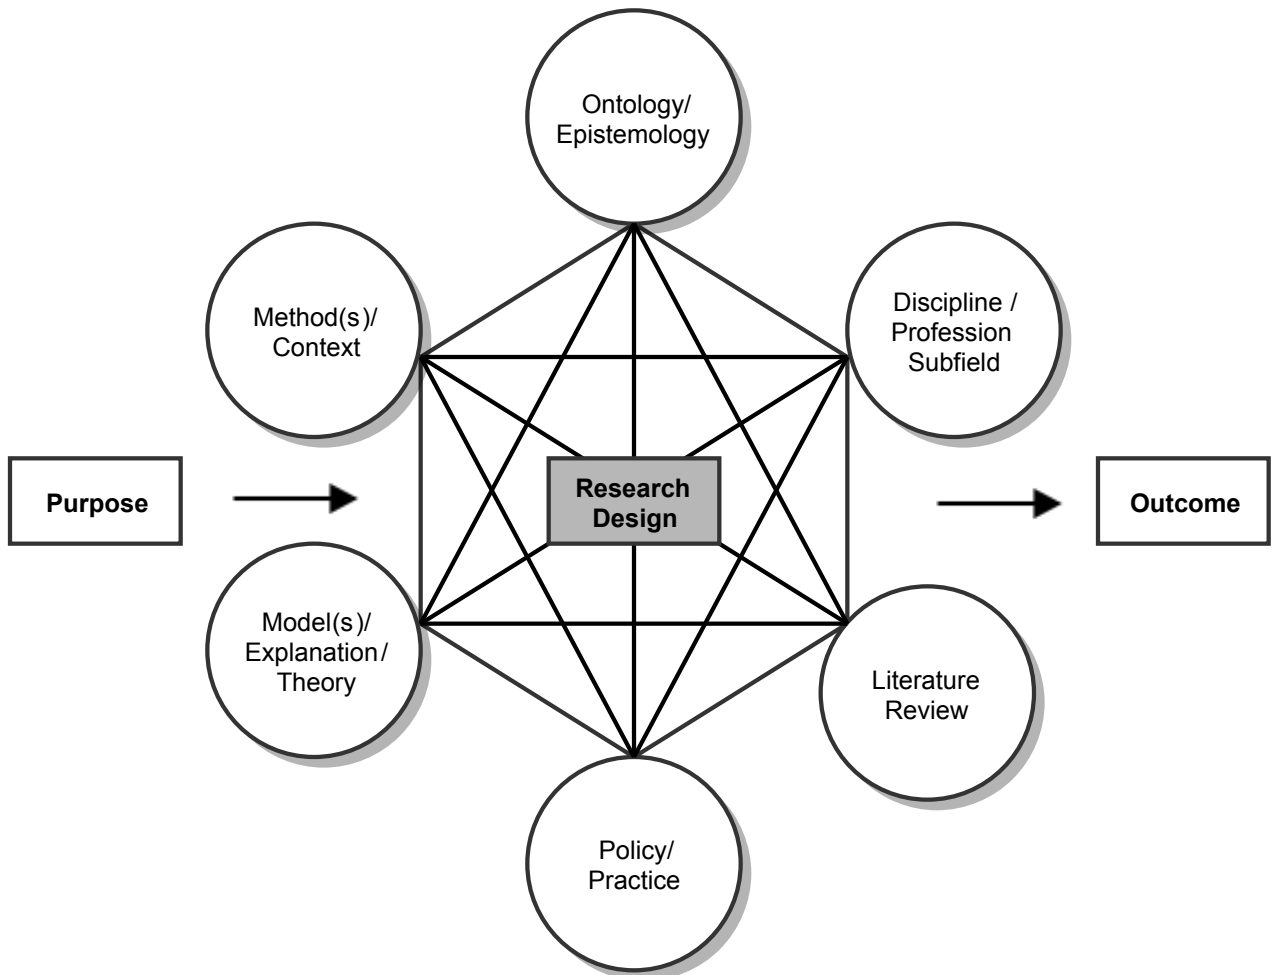 Ontology/
Epistemology
Method(s)/
Context
Discipline /
Profession
Subfield
Purpose
Research
Design
Outcome
Model(s)/
Explanation/
Theory
Literature
Review
Policy/
Practice